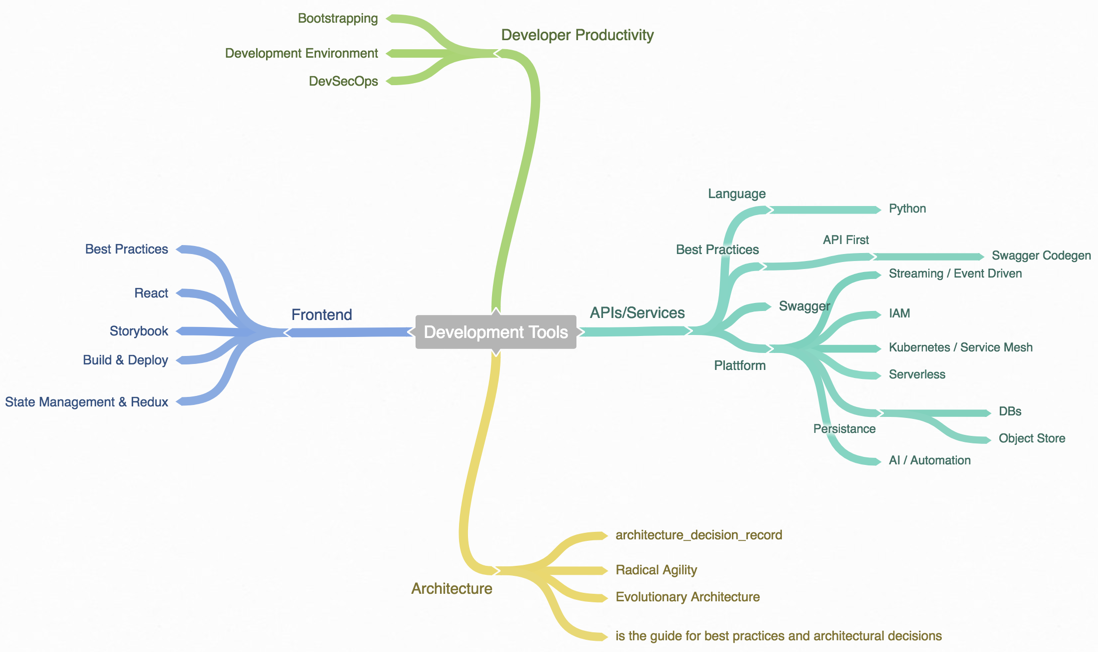 Bootstrapping
Development Environment
DevSecOps
Developer Productivity
Best Practices
React
Storybook
Build & Deploy
State Management & Redux
Frontend
Development Tools
APIs/Services
Language
Python
Best Practices
API First
Swagger Codegen
Swagger
Plattform
Streaming / Event Driven
IAM
Kubernetes / Service Mesh
Serverless
Persistance
DBs
Object Store
AI / Automation
Architecture
architecture_decision_record
Radical Agility
Evolutionary Architecture
is the guide for best practices and architectural decisions